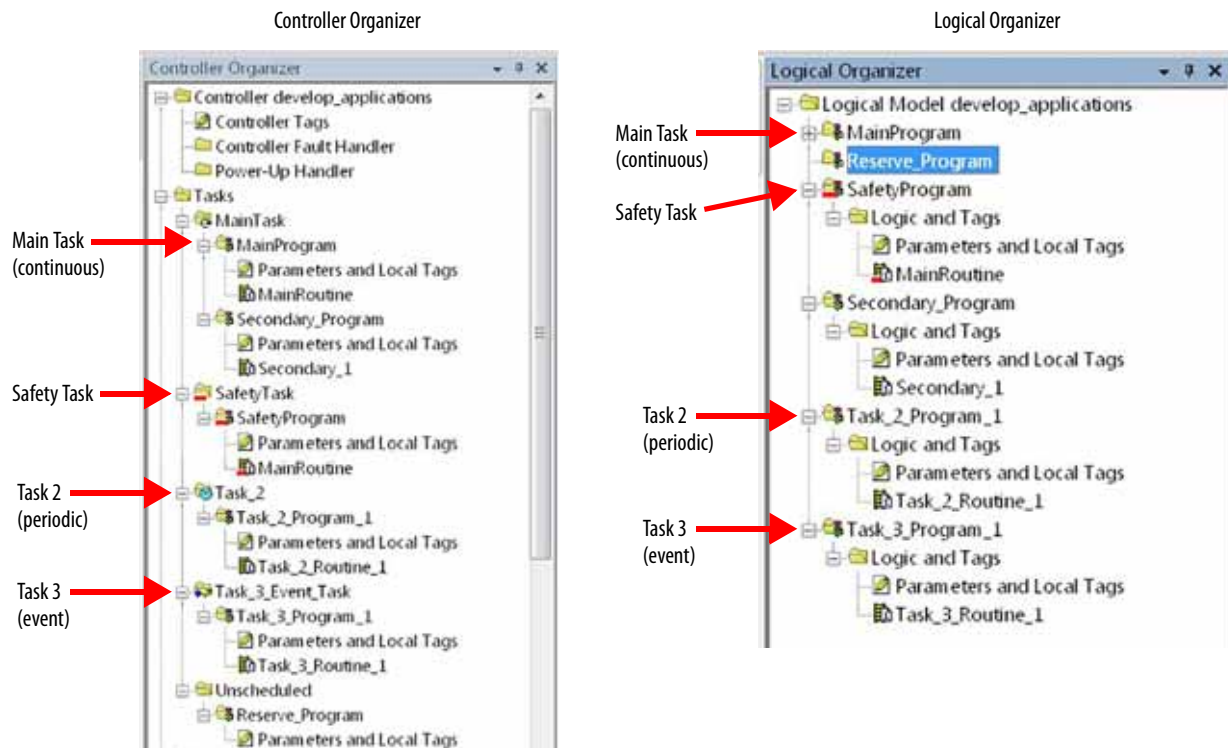 Controller Organizer
Controller Organizer
Controller develop_applications
Controller Tags
Controller Fault Handler
Power-Up Handler
Tasks
MainTask
Main Task
(continuous)
MainProgram
Parameters and Local Tags
MainRoutine
Secondary_Program
Parameters and Local Tags
Secondary_1
Safety Task
SafetyTask
SafetyProgram
Parameters and Local Tags
MainRoutine
Task 2
(periodic)
Task_2
Task_2_Program_1
Parameters and Local Tags
Task_2_Routine_1
Task 3
(event)
Task_3_Event_Task
Task_3_Program_1
Parameters and Local Tags
Task_3_Routine_1
Unscheduled
Reserve_Program
Parameters and Local Tags
Logical Organizer
Logical Organizer
Logical Model develop_applications
Main Task
(continuous)
MainProgram
Reserve_Program
Safety Task
SafetyProgram
Logic and Tags
Parameters and Local Tags
MainRoutine
Secondary_Program
Logic and Tags
Parameters and Local Tags
Secondary_1
Task 2
(periodic)
Task_2_Program_1
Logic and Tags
Parameters and Local Tags
Task_2_Routine_1
Task 3
(event)
Task_3_Program_1
Logic and Tags
Parameters and Local Tags
Task_3_Routine_1